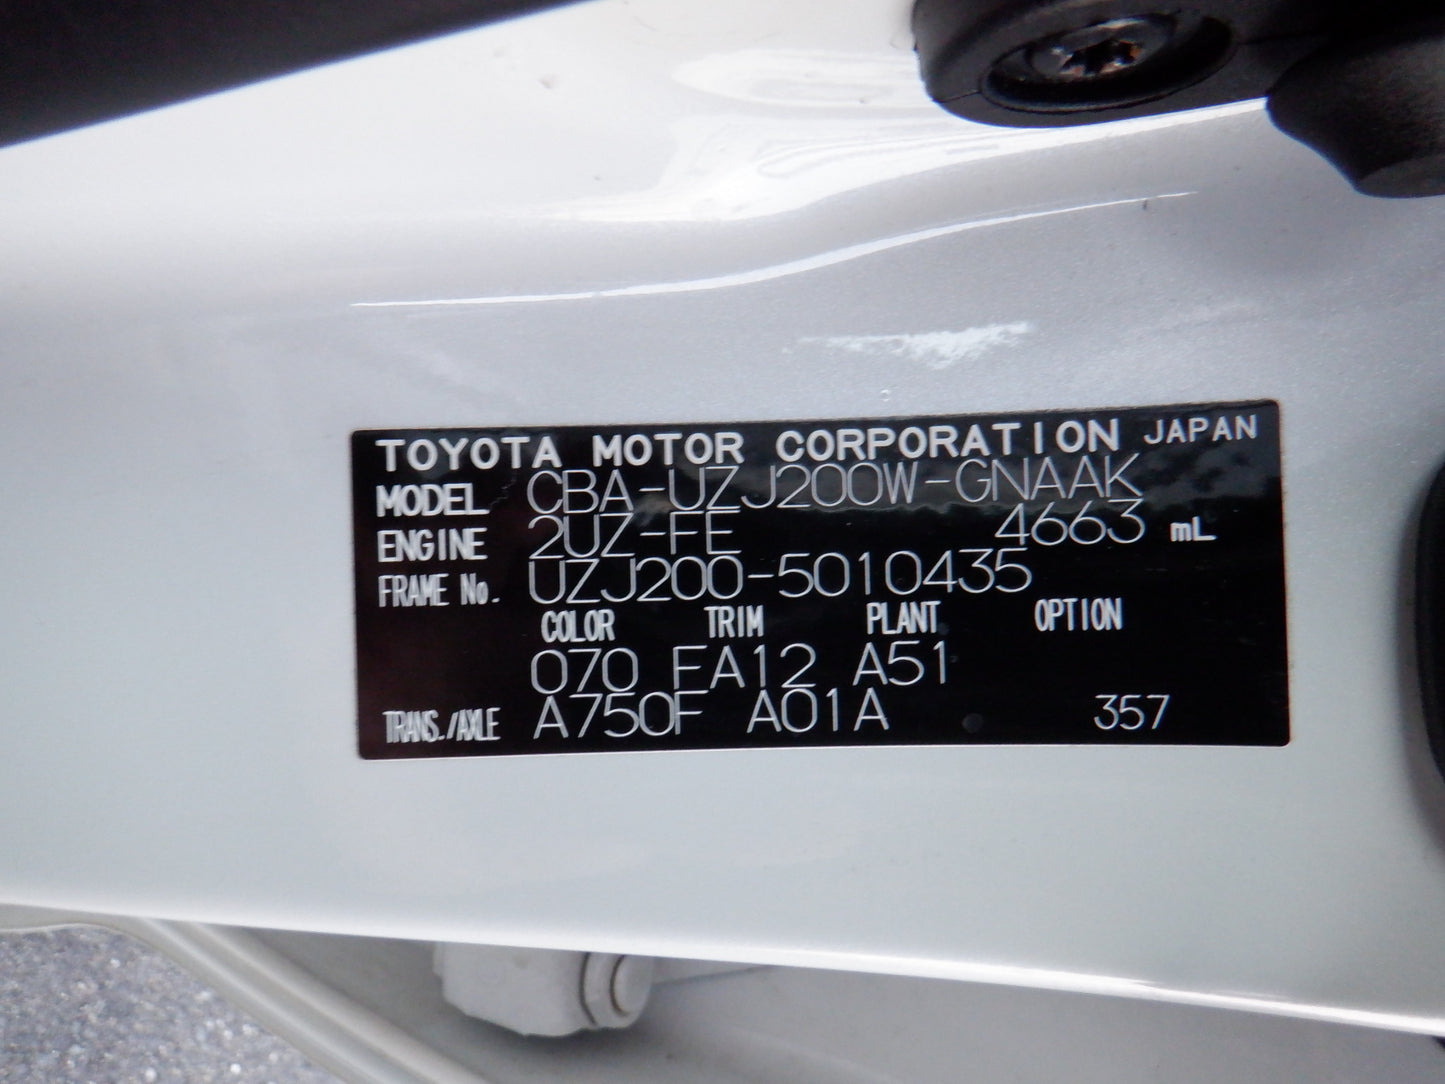 TOYOTA MOTOR CORPORATION JAPAN
MODEL CBA-UZJ200W-GNAAK
ENGINE 2UZ-FE 4663 mL
FRAME No. UZJ200-5010435
COLOR TRIM PLANT OPTION
070 FA12 A51
TRANS./AXLE A750F A01A 357